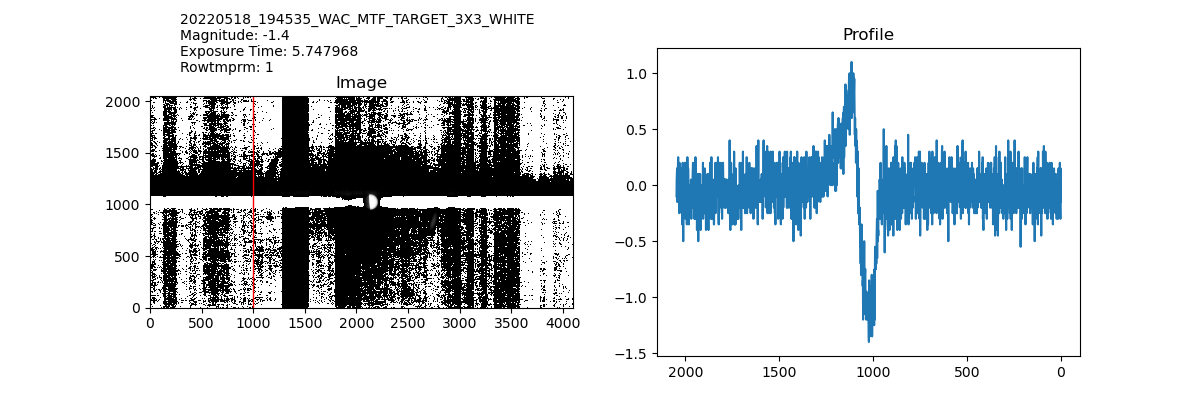 20220518_194535_WAC_MTF_TARGET_3X3_WHITE
Magnitude: -1.4
Exposure Time: 5.747968
Rowtmprm: 1
Image
2000
1500
1000
500
0
0 500 1000 1500 2000 2500 3000 3500 4000
Profile
1.0
0.5
0.0
−0.5
−1.0
−1.5
2000 1500 1000 500 0